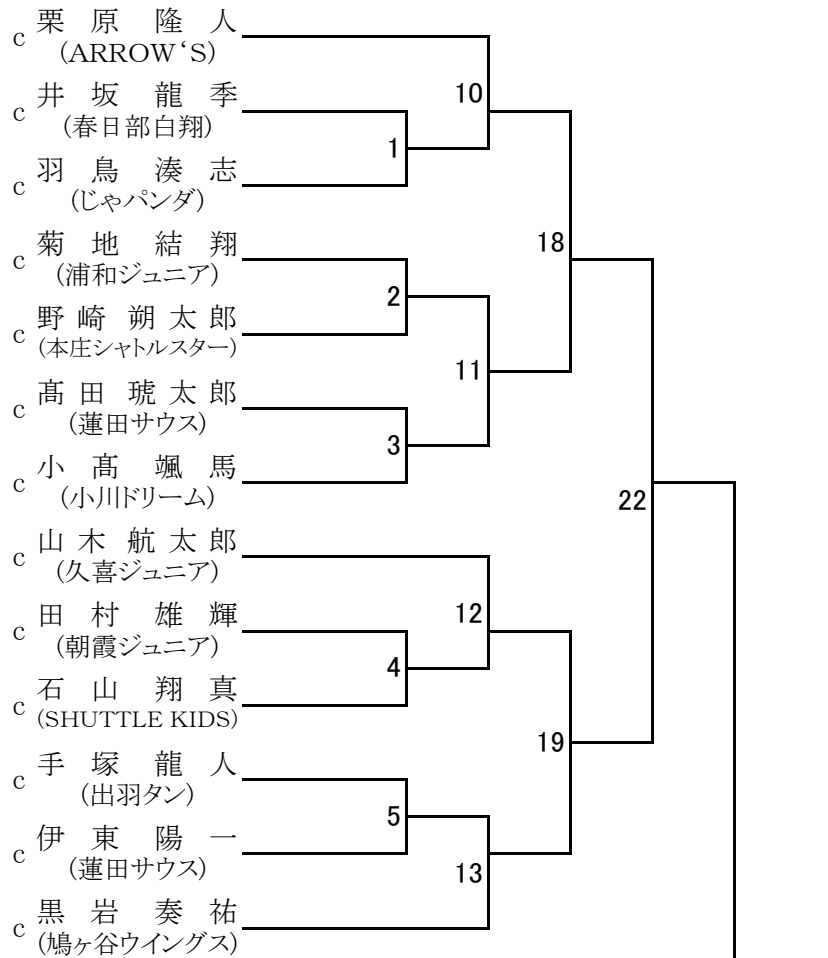 c 栗原 隆人
(ARROW‘S)
10
c 井坂 龍季
(春日部白翔)
1
c 羽鳥 湊志
(じゃパンダ)
18
c 菊地 結翔
(浦和ジュニア)
2
c 野崎 朔太郎
(本庄シャトルスター)
11
c 髙田 琥太郎
(蓮田サウス)
3
c 小髙 颯馬
(小川ドリーム)
22
c 山木 航太郎
(久喜ジュニア)
12
c 田村 雄輝
(朝霞ジュニア)
4
c 石山 翔真
(SHUTTLE KIDS)
19
c 手塚 龍人
(出羽タン)
5
c 伊東 陽一
(蓮田サウス)
13
c 黒岩 奏祐
(鳩ヶ谷ウイングス)